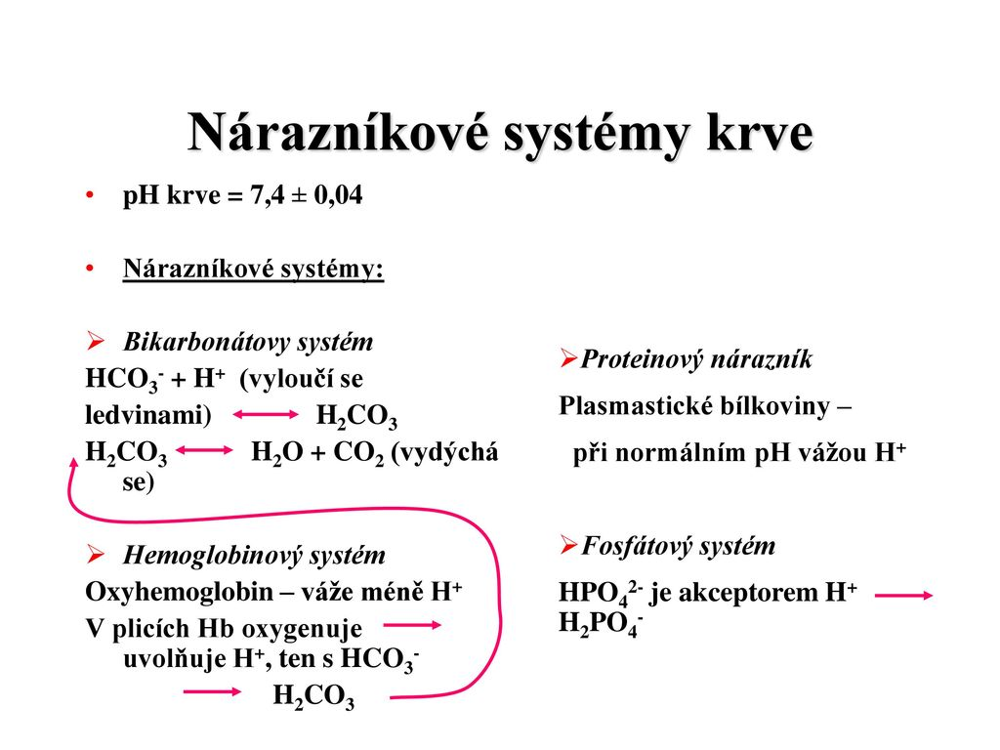 Nárazníkové systémy krve
• pH krve = 7,4 ± 0,04
• Nárazníkové systémy:
➢ Bikarbonátovy systém
HCO₃⁻ + H⁺ (vyloučí se
ledvinami) ↔ H₂CO₃
H₂CO₃ ↔ H₂O + CO₂ (vydýchá
se)
➢ Hemoglobinový systém
Oxyhemoglobin – váže méně H⁺
V plicích Hb oxygenuje →
uvolňuje H⁺, ten s HCO₃⁻
→ H₂CO₃
➢Proteinový nárazník
Plasmastické bílkoviny –
při normálním pH vážou H⁺
➢Fosfátový systém
HPO₄²⁻ je akceptorem H⁺ →
H₂PO₄⁻